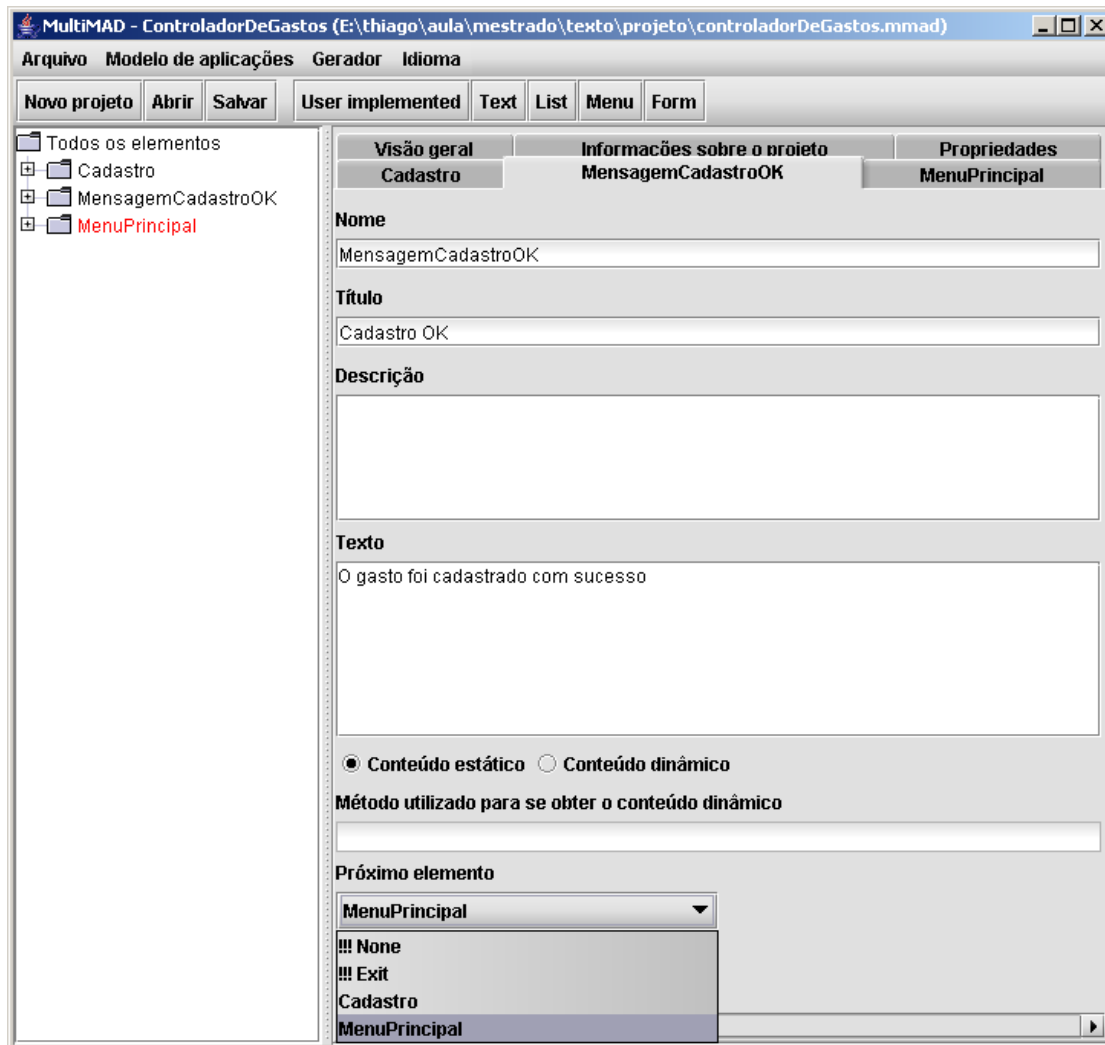 MultiMAD - ControladorDeGastos (E:\thiago\aula\mestrado\texto\projeto\controladorDeGastos.mmad)
Arquivo Modelo de aplicações Gerador Idioma
Novo projeto Abrir Salvar User implemented Text List Menu Form
Todos os elementos
Cadastro
MensagemCadastroOK
MenuPrincipal
Visão geral Informações sobre o projeto Propriedades
Cadastro MensagemCadastroOK MenuPrincipal
Nome
MensagemCadastroOK
Título
Cadastro OK
Descrição
Texto
O gasto foi cadastrado com sucesso
Conteúdo estático Conteúdo dinâmico
Método utilizado para se obter o conteúdo dinâmico
Próximo elemento
MenuPrincipal
!!! None
!!! Exit
Cadastro
MenuPrincipal